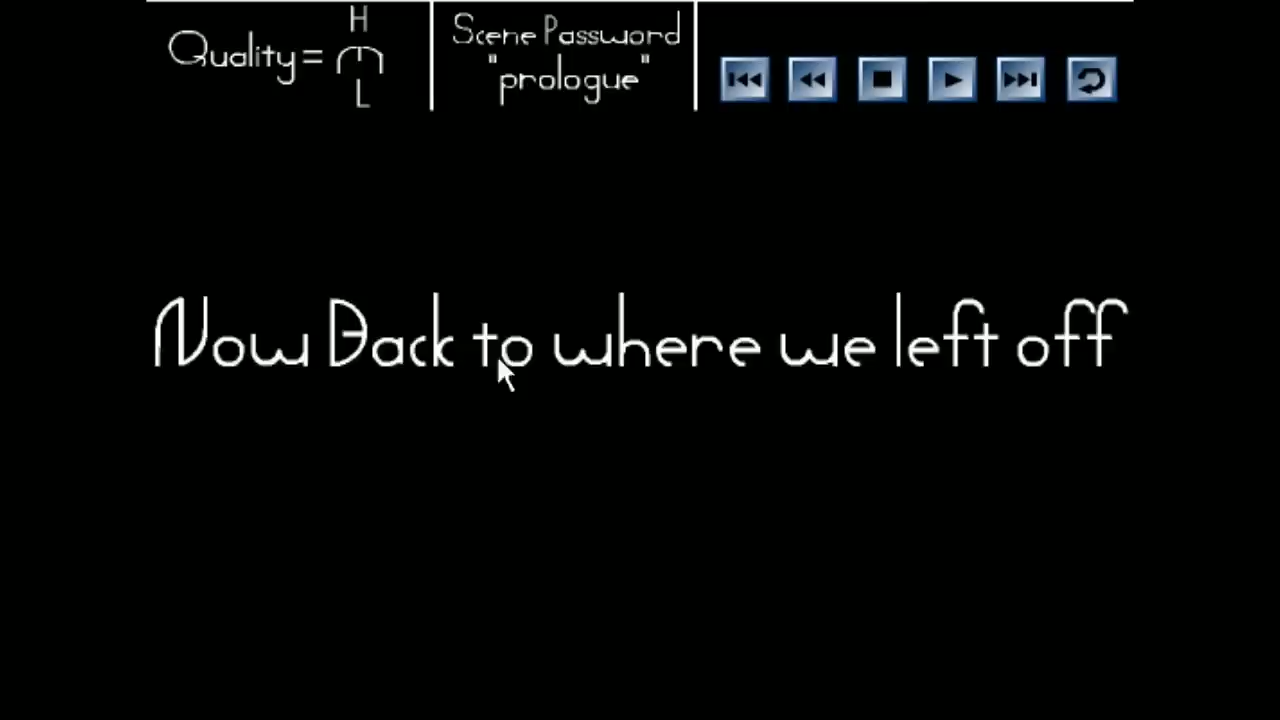 H
Quality= m
L
Scene Password
"prologue"
Now Back to where we left off